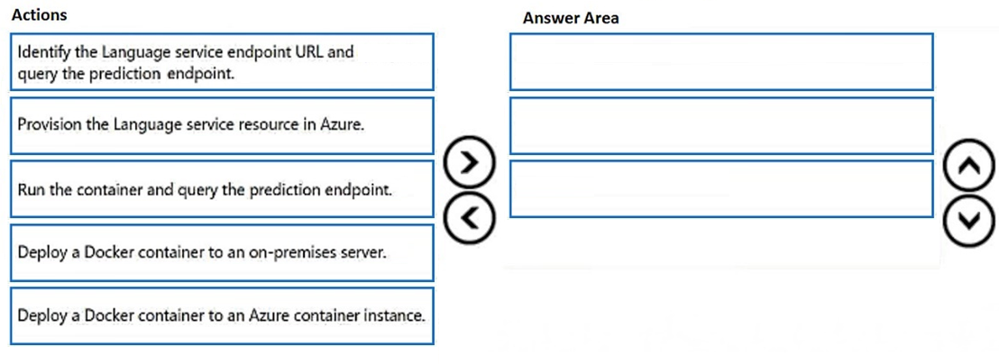 Actions
Answer Area
Identify the Language service endpoint URL and
query the prediction endpoint.
Provision the Language service resource in Azure.
Run the container and query the prediction endpoint.
Deploy a Docker container to an on-premises server.
Deploy a Docker container to an Azure container instance.